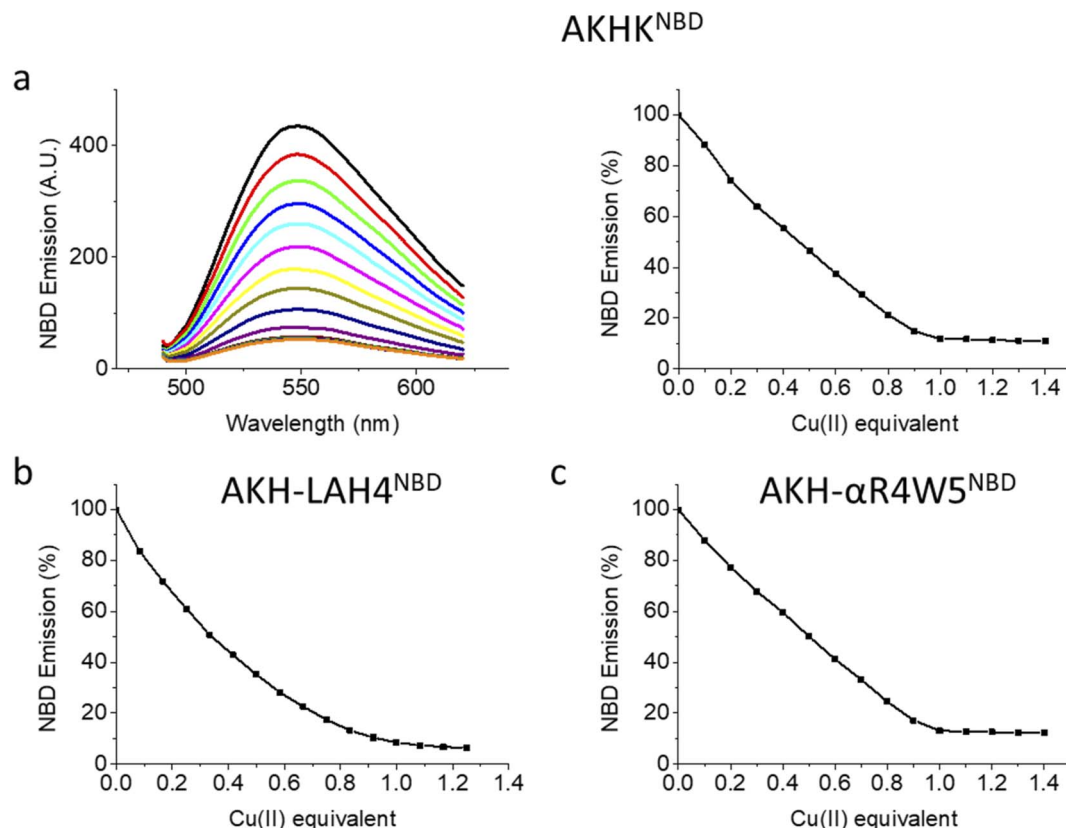 AKHK^NBD
a
NBD Emission (A.U.)
400
200
0
500 550 600
Wavelength (nm)
NBD Emission (%)
100
80
60
40
20
0
0.0 0.2 0.4 0.6 0.8 1.0 1.2 1.4
Cu(II) equivalent
b
AKH-LAH4^NBD
NBD Emission (%)
100
80
60
40
20
0
0.0 0.2 0.4 0.6 0.8 1.0 1.2 1.4
Cu(II) equivalent
c
AKH-αR4W5^NBD
NBD Emission (%)
100
80
60
40
20
0
0.0 0.2 0.4 0.6 0.8 1.0 1.2 1.4
Cu(II) equivalent